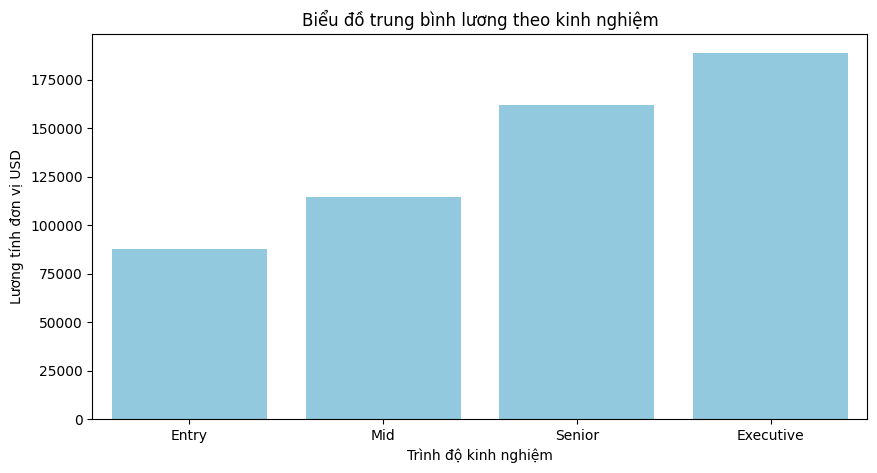 Biểu đồ trung bình lương theo kinh nghiệm
Lương tính đơn vị USD
175000
150000
125000
100000
75000
50000
25000
0
Entry Mid Senior Executive
Trình độ kinh nghiệm